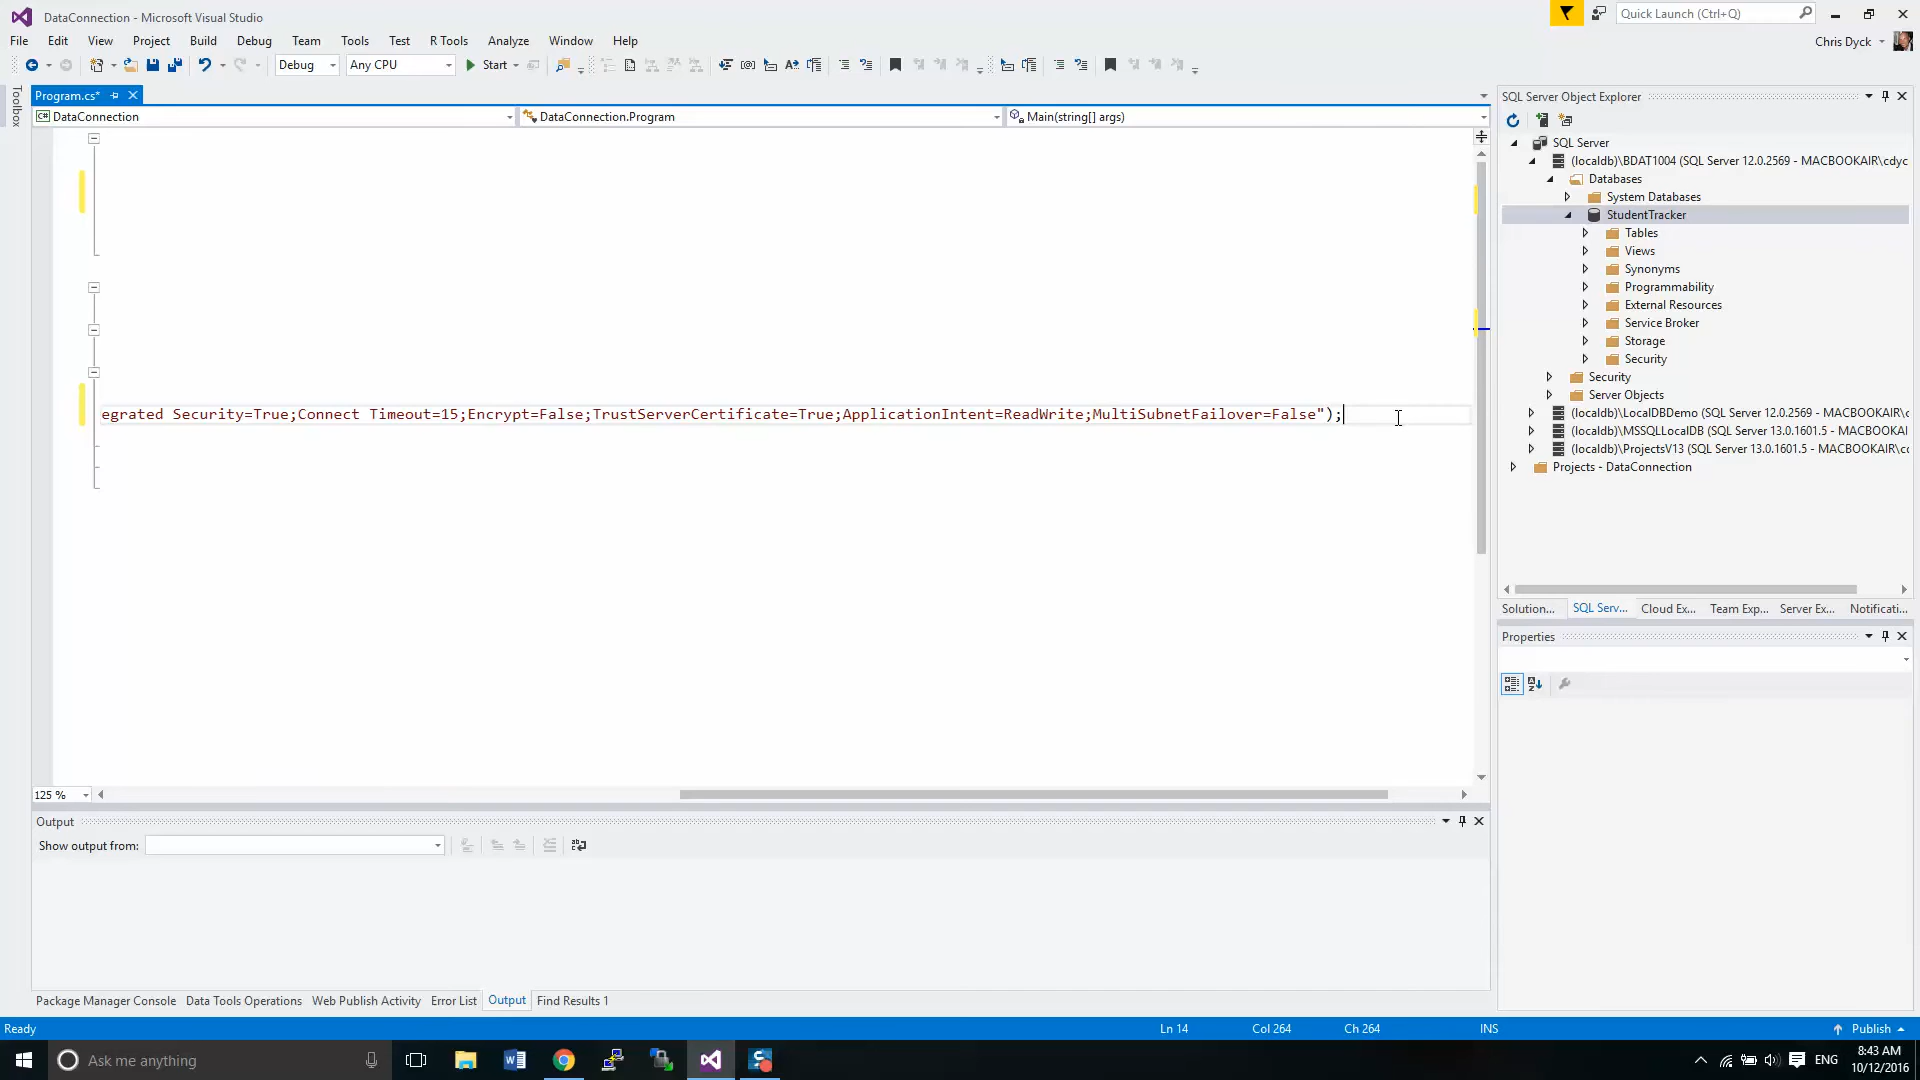 DataConnection - Microsoft Visual Studio
Quick Launch (Ctrl+Q)
File Edit View Project Build Debug Team Tools Test R Tools Analyze Window Help
Chris Dyck
Debug Any CPU Start
Toolbox
Program.cs*
DataConnection DataConnection.Program Main(string[] args)
egrated Security=True;Connect Timeout=15;Encrypt=False;TrustServerCertificate=True;ApplicationIntent=ReadWrite;MultiSubnetFailover=False");
125 %
SQL Server Object Explorer
SQL Server
(localdb)\BDAT1004 (SQL Server 12.0.2569 - MACBOOKAIR\cdyc
Databases
System Databases
StudentTracker
Tables
Views
Synonyms
Programmability
External Resources
Service Broker
Storage
Security
Security
Server Objects
(localdb)\LocalDBDemo (SQL Server 12.0.2569 - MACBOOKAIR\c
(localdb)\MSSQLLocalDB (SQL Server 13.0.1601.5 - MACBOOKAIR\c
(localdb)\ProjectsV13 (SQL Server 13.0.1601.5 - MACBOOKAIR\cc
Projects - DataConnection
Solution... SQL Serv... Cloud Ex... Team Exp... Server Ex... Notificati...
Properties
Output
Show output from:
Package Manager Console Data Tools Operations Web Publish Activity Error List Output Find Results 1
Ready Ln 14 Col 264 Ch 264 INS Publish
Ask me anything
ENG
8:43 AM
10/12/2016